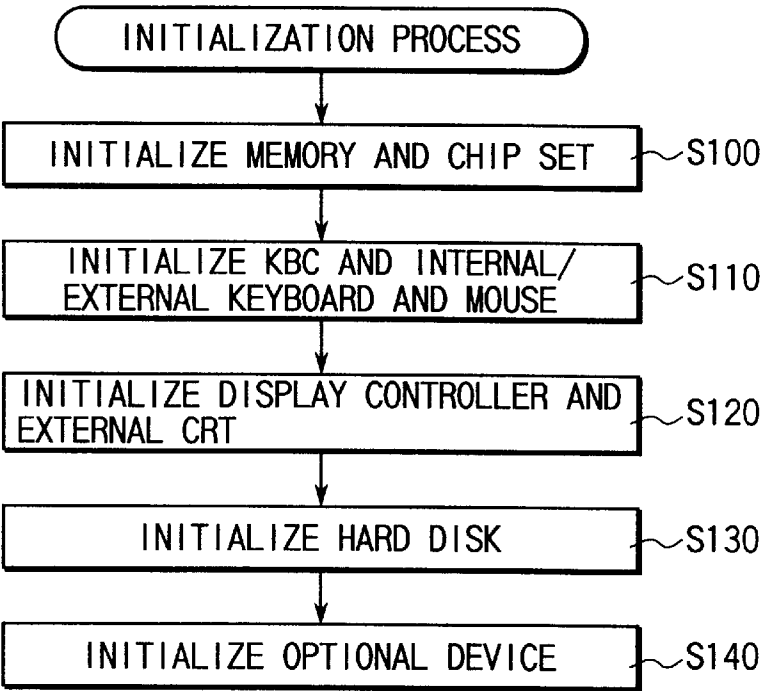 INITIALIZATION PROCESS
INITIALIZE MEMORY AND CHIP SET
S100
INITIALIZE KBC AND INTERNAL/
EXTERNAL KEYBOARD AND MOUSE
S110
INITIALIZE DISPLAY CONTROLLER AND
EXTERNAL CRT
S120
INITIALIZE HARD DISK
S130
INITIALIZE OPTIONAL DEVICE
S140